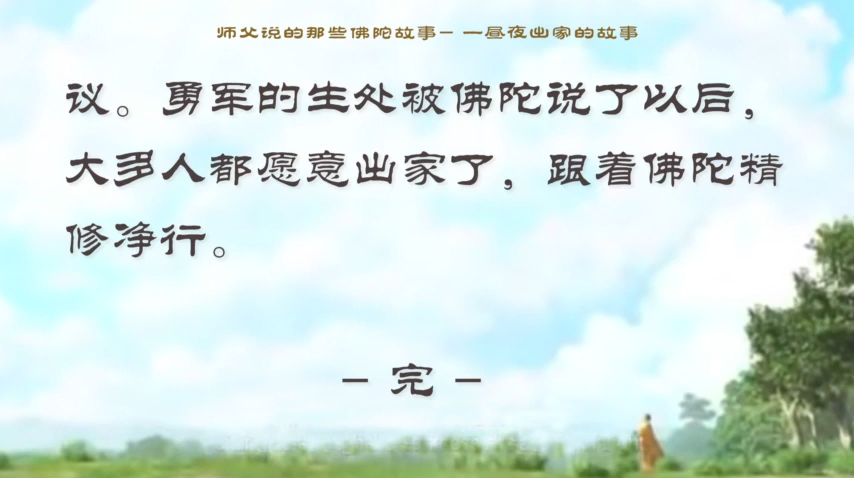 师父说的那些佛陀故事- 一昼夜出家的故事
议。勇军的生处被佛陀说了以后，
大多人都愿意出家了，跟着佛陀精
修净行。
- 完 -